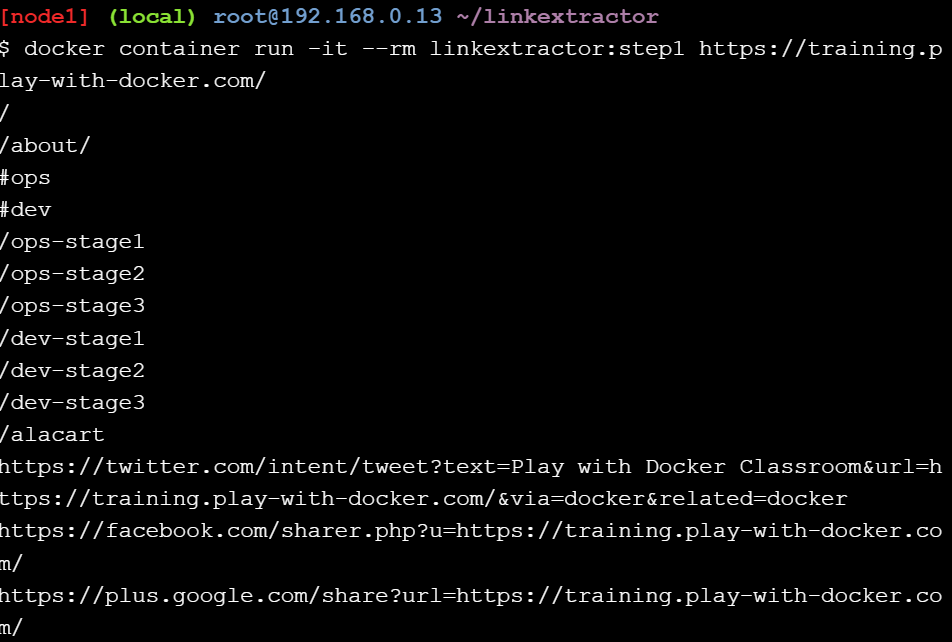 [node1] (local) root@192.168.0.13 ~/linkextractor
$ docker container run -it --rm linkextractor:step1 https://training.p
lay-with-docker.com/
/
/about/
#ops
#dev
/ops-stage1
/ops-stage2
/ops-stage3
/dev-stage1
/dev-stage2
/dev-stage3
/alacart
https://twitter.com/intent/tweet?text=Play with Docker Classroom&url=h
ttps://training.play-with-docker.com/&via=docker&related=docker
https://facebook.com/sharer.php?u=https://training.play-with-docker.co
m/
https://plus.google.com/share?url=https://training.play-with-docker.co
m/